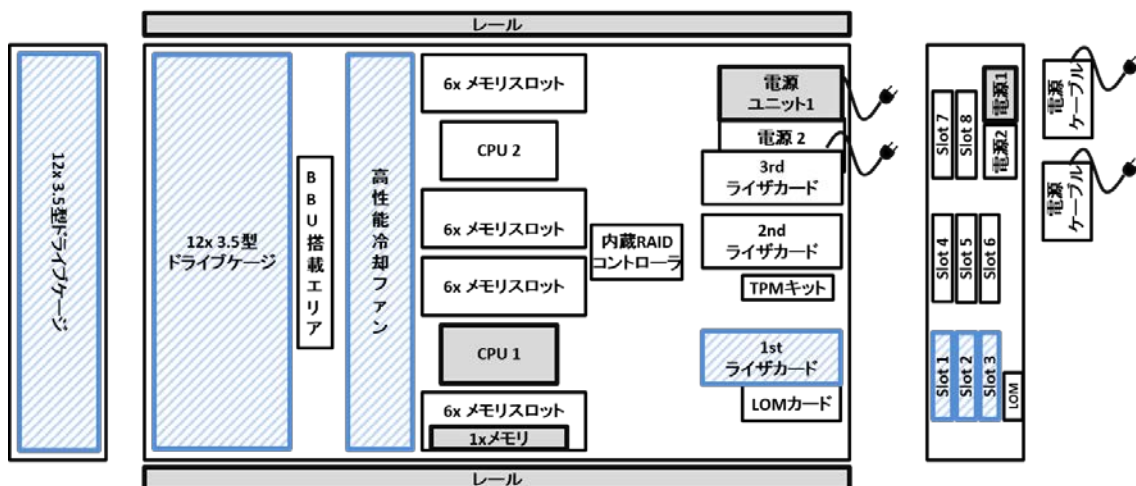 レール
12x 3.5型ドライブケージ
12x 3.5型
ドライブケージ
BBU搭載エリア
高性能冷却ファン
6x メモリスロット
CPU 2
6x メモリスロット
6x メモリスロット
CPU 1
6x メモリスロット
1xメモリ
内蔵RAID
コントローラ
電源
ユニット1
電源 2
3rd
ライザカード
2nd
ライザカード
TPMキット
1st
ライザカード
LOMカード
レール
Slot 7
Slot 8
電源1
電源2
Slot 4
Slot 5
Slot 6
Slot 1
Slot 2
Slot 3
LOM
電源
ケーブル
電源
ケーブル